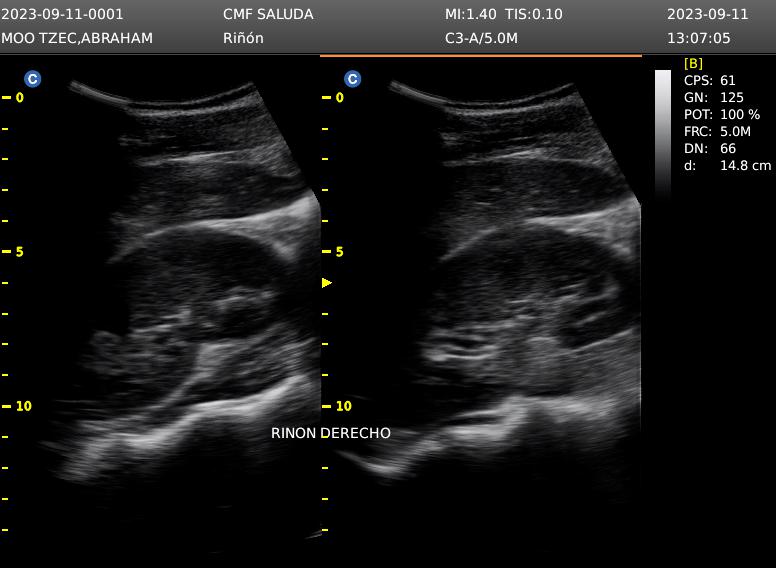 2023-09-11-0001 CMF SALUDA MI:1.40 TIS:0.10 2023-09-11
MOO TZEC,ABRAHAM Riñón C3-A/5.0M 13:07:05
C C
[B]
CPS: 61
GN: 125
POT: 100 %
FRC: 5.0M
DN: 66
d: 14.8 cm
0 0
5 5
10 10
RINON DERECHO